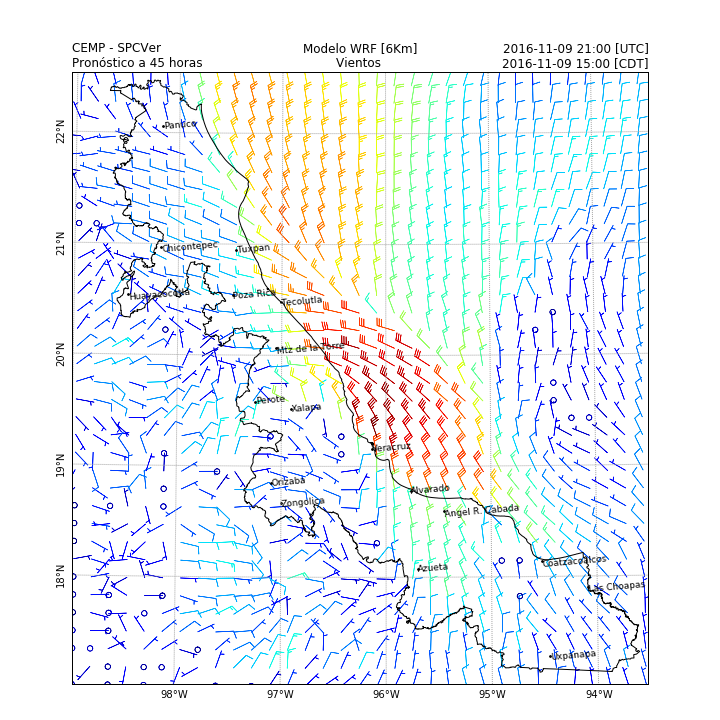 CEMP - SPCVer Modelo WRF [6Km] 2016-11-09 21:00 [UTC]
Pronóstico a 45 horas Vientos 2016-11-09 15:00 [CDT]
22°N
Panuco
21°N
Chicontepec Tuxpan
Huayacocotla Poza Rica Tecolutla
20°N
Mtz de la Torre
Perote Xalapa
Veracruz
19°N
Orizaba Alvarado
Zongolica Angel R. Cabada
18°N
Azueta Coatzacoalcos
Las Choapas
Uxpanapa
98°W 97°W 96°W 95°W 94°W